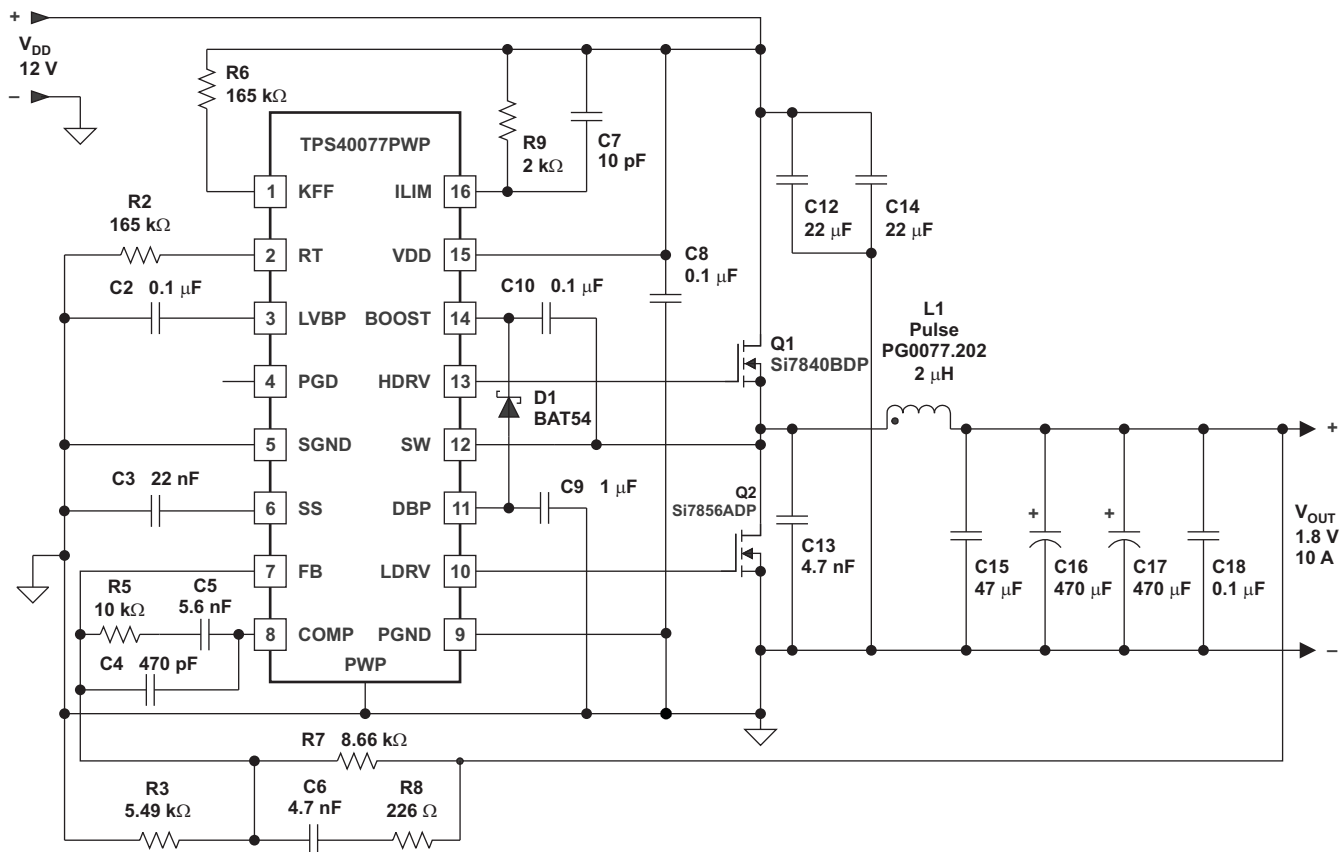 +
V_DD
12 V
−
R6
165 kΩ
TPS40077PWP
R9
2 kΩ
C7
10 pF
C12
22 μF
C14
22 μF
1 KFF ILIM 16
R2
165 kΩ
2 RT VDD 15
C8
0.1 μF
C2 0.1 μF
C10 0.1 μF
3 LVBP BOOST 14
L1
Pulse
PG0077.202
2 μH
Q1
Si7840BDP
4 PGD HDRV 13
D1
BAT54
5 SGND SW 12
+
C3 22 nF
C9 1 μF
6 SS DBP 11
Q2
Si7856ADP
C13
4.7 nF
C15
47 μF
+
C16
470 μF
+
C17
470 μF
C18
0.1 μF
V_OUT
1.8 V
10 A
7 FB LDRV 10
R5
10 kΩ
C5
5.6 nF
8 COMP PGND 9
−
C4 470 pF
PWP
R7 8.66 kΩ
R3
5.49 kΩ
C6
4.7 nF
R8
226 Ω